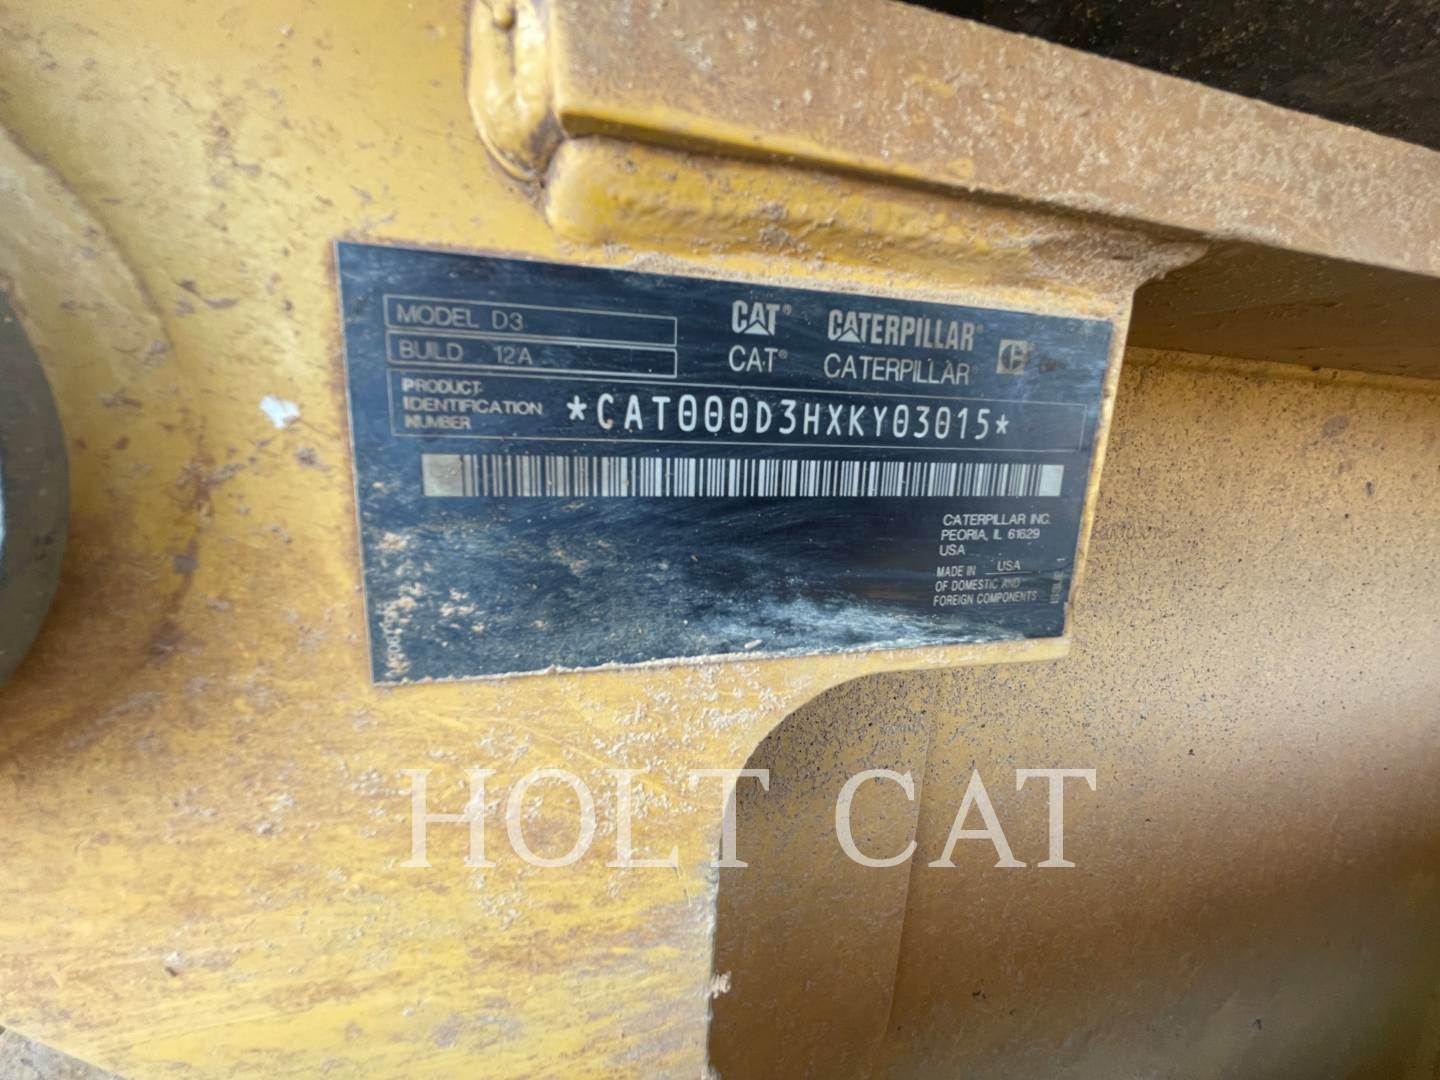 MODEL D3
BUILD 12A
CAT® CATERPILLAR®
CAT® CATERPILLAR®
PRODUCT
IDENTIFICATION
NUMBER
*CAT000D3HXKY03015*
CATERPILLAR INC.
PEORIA, IL 61629
USA
MADE IN USA
OF DOMESTIC AND
FOREIGN COMPONENTS
HOLT CAT